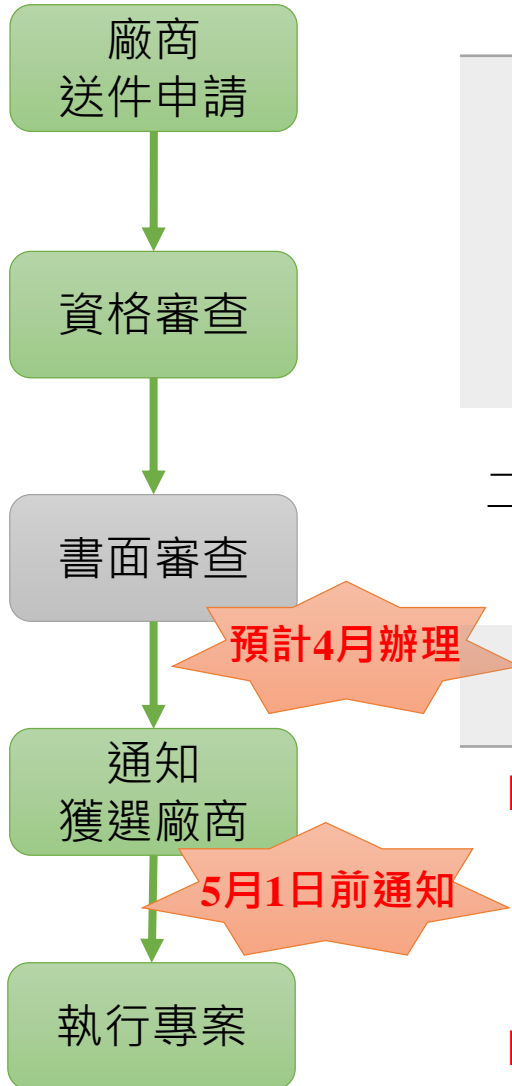 廠商
送件申請
資格審查
二
書面審查
預計4月辦理
通知
獲選廠商
5月1日前通知
執行專案